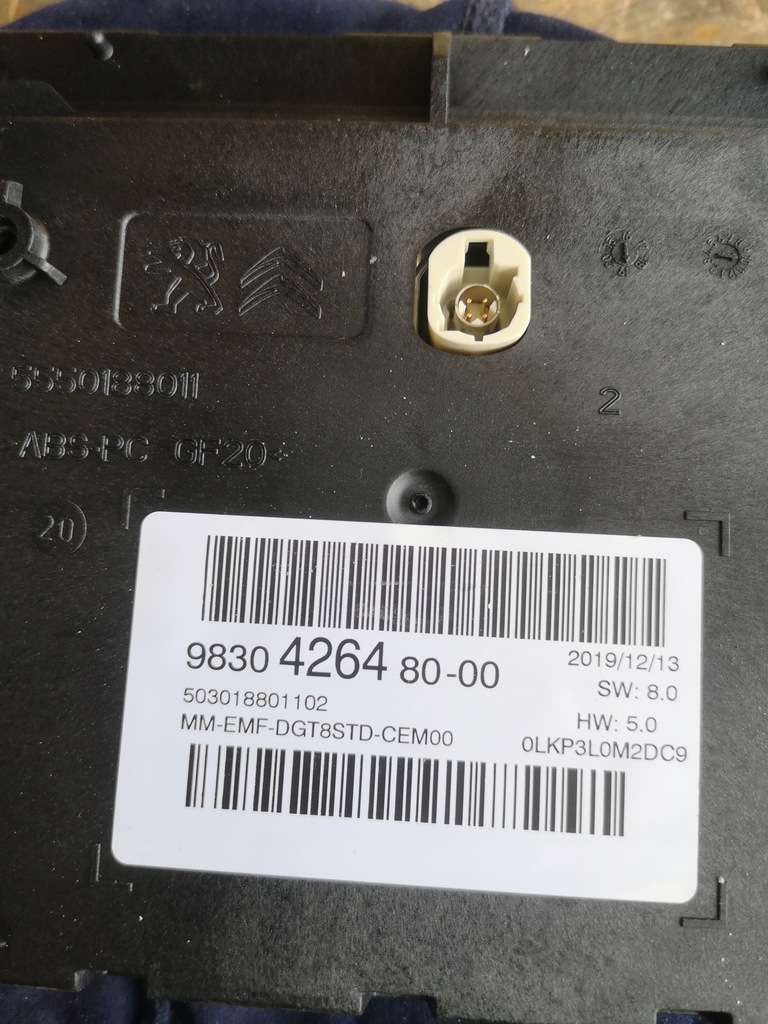 5550188011
2
>ABS+PC GF20<
20
9830 4264 80-00
2019/12/13
SW: 8.0
503018801102
HW: 5.0
MM-EMF-DGT8STD-CEM00
0LKP3L0M2DC9